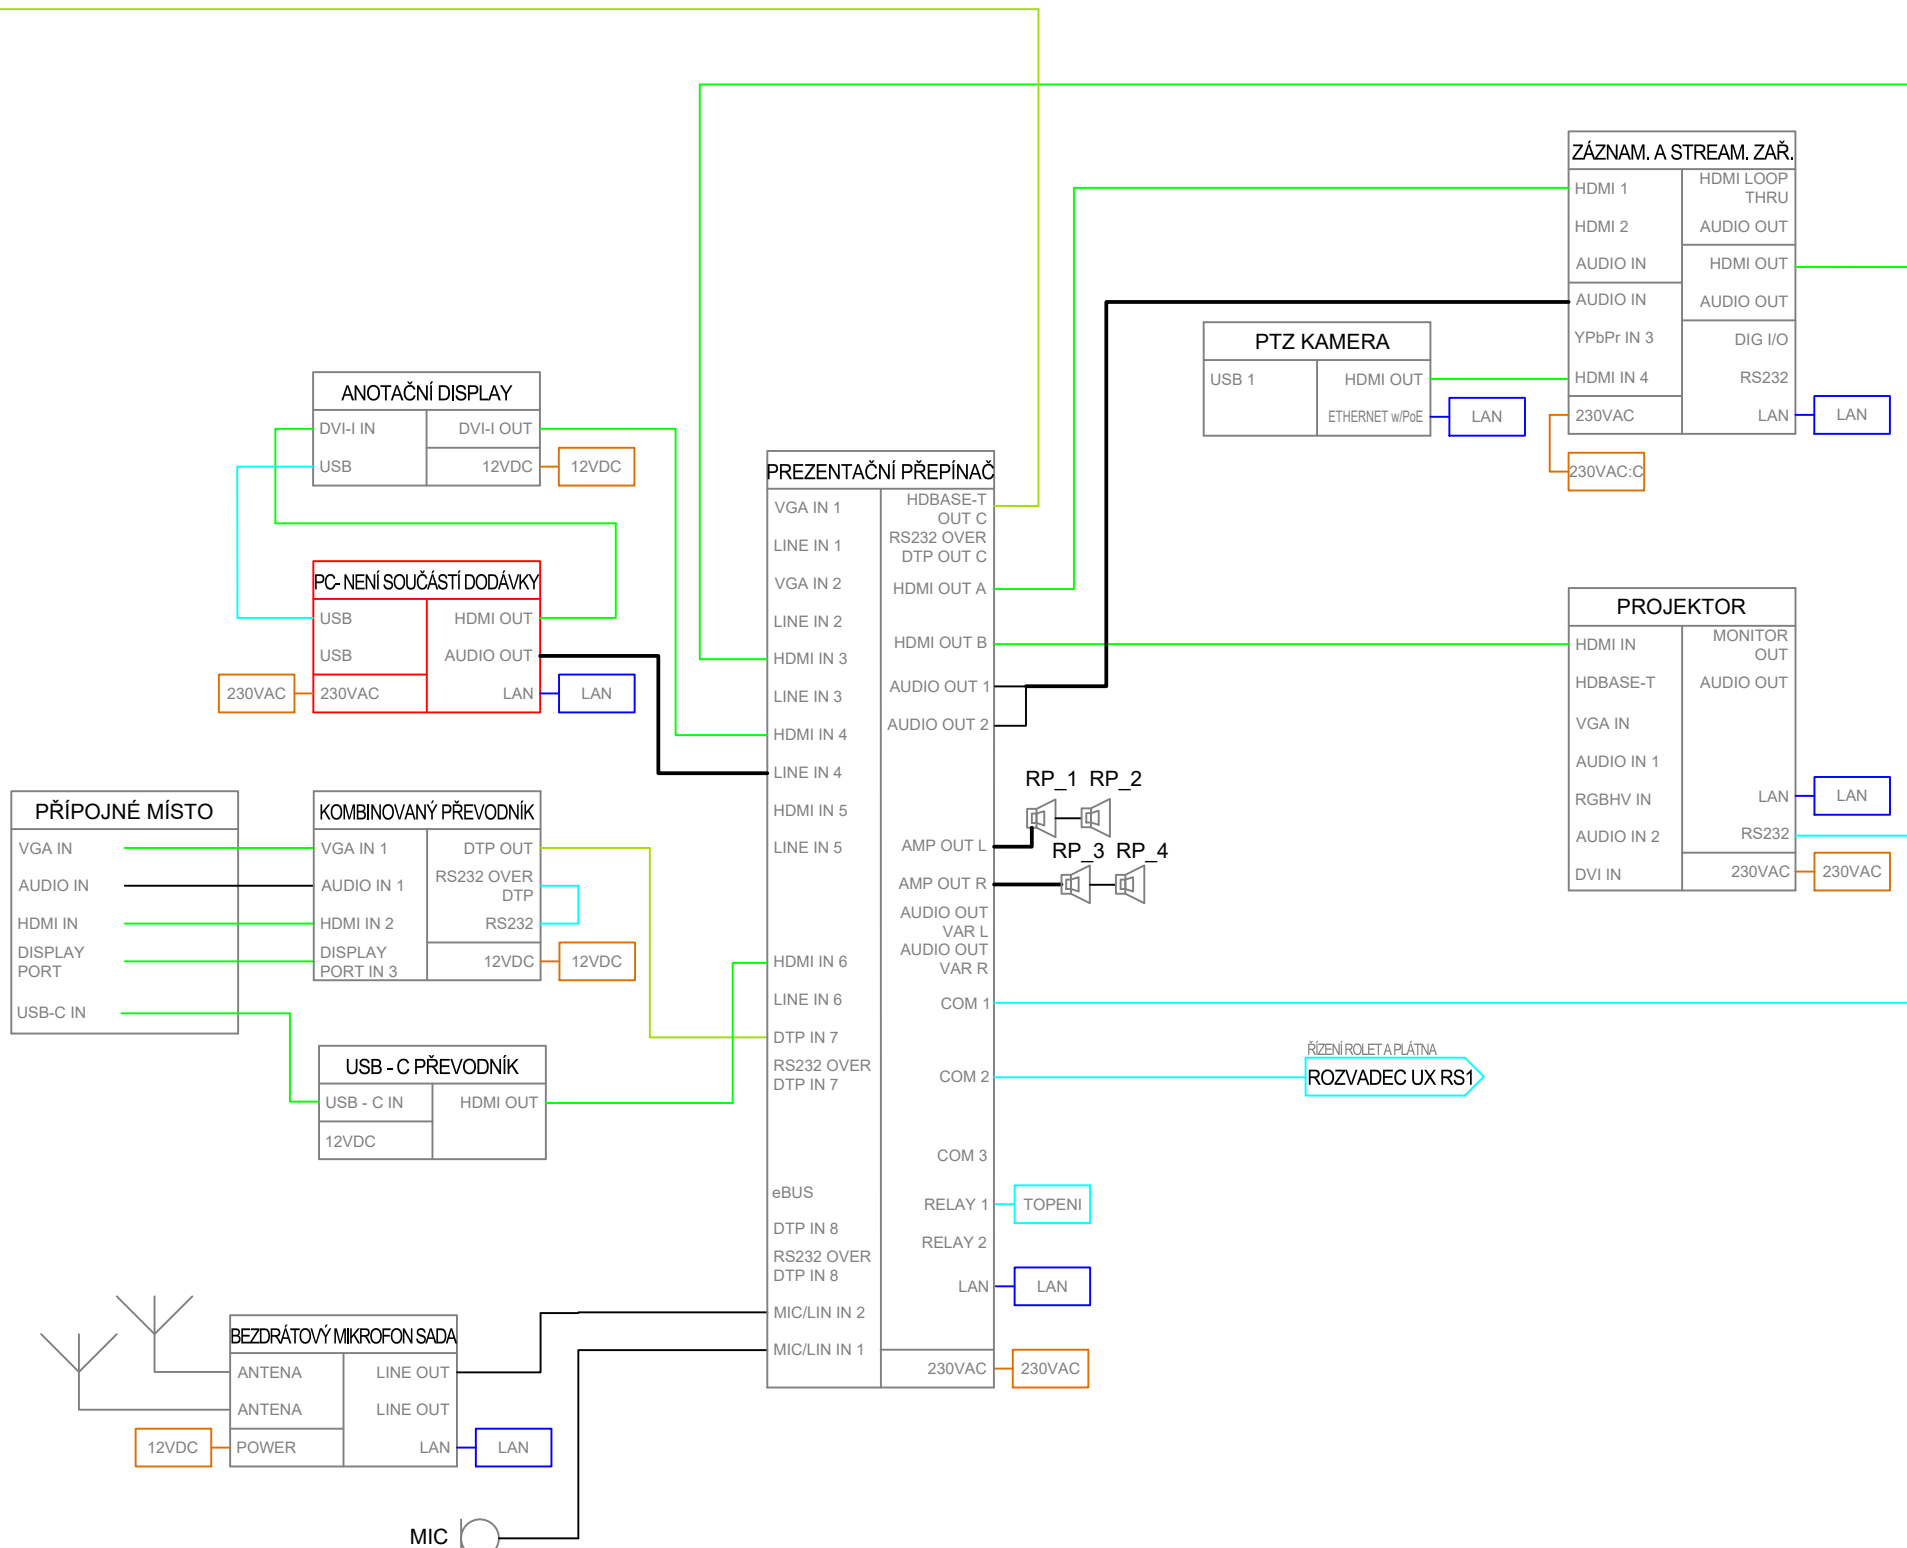 ZÁZNAM. A STREAM. ZAŘ.
HDMI 1
HDMI LOOP
THRU
HDMI 2
AUDIO OUT
AUDIO IN
HDMI OUT
AUDIO IN
AUDIO OUT
YPbPr IN 3
DIG I/O
HDMI IN 4
RS232
230VAC
LAN
LAN
230VAC:C
PTZ KAMERA
USB 1
HDMI OUT
ETHERNET w/PoE
LAN
ANOTAČNÍ DISPLAY
DVI-I IN
DVI-I OUT
USB
12VDC
12VDC
PC- NENÍ SOUČÁSTÍ DODÁVKY
USB
HDMI OUT
USB
AUDIO OUT
230VAC
230VAC
LAN
LAN
PREZENTAČNÍ PŘEPÍNAČ
VGA IN 1
LINE IN 1
VGA IN 2
LINE IN 2
HDMI IN 3
LINE IN 3
HDMI IN 4
LINE IN 4
HDMI IN 5
LINE IN 5
HDMI IN 6
LINE IN 6
DTP IN 7
RS232 OVER
DTP IN 7
eBUS
DTP IN 8
RS232 OVER
DTP IN 8
MIC/LIN IN 2
MIC/LIN IN 1
HDBASE-T
OUT C
RS232 OVER
DTP OUT C
HDMI OUT A
HDMI OUT B
AUDIO OUT 1
AUDIO OUT 2
AMP OUT L
AMP OUT R
AUDIO OUT
VAR L
AUDIO OUT
VAR R
COM 1
COM 2
COM 3
RELAY 1
TOPENI
RELAY 2
LAN
LAN
230VAC
230VAC
RP_1
RP_2
RP_3
RP_4
ŘÍZENÍ ROLET A PLÁTNA
ROZVADEC UX RS1
PROJEKTOR
HDMI IN
MONITOR
OUT
HDBASE-T
AUDIO OUT
VGA IN
AUDIO IN 1
RGBHV IN
LAN
LAN
AUDIO IN 2
RS232
DVI IN
230VAC
230VAC
PŘÍPOJNÉ MÍSTO
VGA IN
AUDIO IN
HDMI IN
DISPLAY
PORT
USB-C IN
KOMBINOVANÝ PŘEVODNÍK
VGA IN 1
DTP OUT
AUDIO IN 1
RS232 OVER
DTP
HDMI IN 2
RS232
DISPLAY
PORT IN 3
12VDC
12VDC
USB - C PŘEVODNÍK
USB - C IN
HDMI OUT
12VDC
BEZDRÁTOVÝ MIKROFON SADA
ANTENA
LINE OUT
ANTENA
LINE OUT
12VDC
POWER
LAN
LAN
MIC